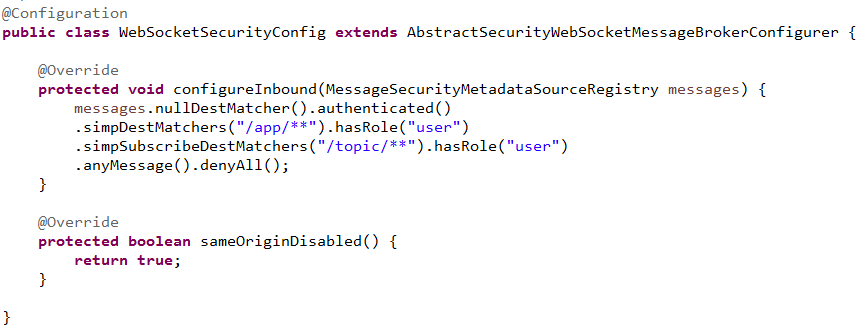 @Configuration
public class WebSocketSecurityConfig extends AbstractSecurityWebSocketMessageBrokerConfigurer {
@Override
protected void configureInbound(MessageSecurityMetadataSourceRegistry messages) {
messages.nullDestMatcher().authenticated()
.simpDestMatchers("/app/**").hasRole("user")
.simpSubscribeDestMatchers("/topic/**").hasRole("user")
.anyMessage().denyAll();
}
@Override
protected boolean sameOriginDisabled() {
return true;
}
}